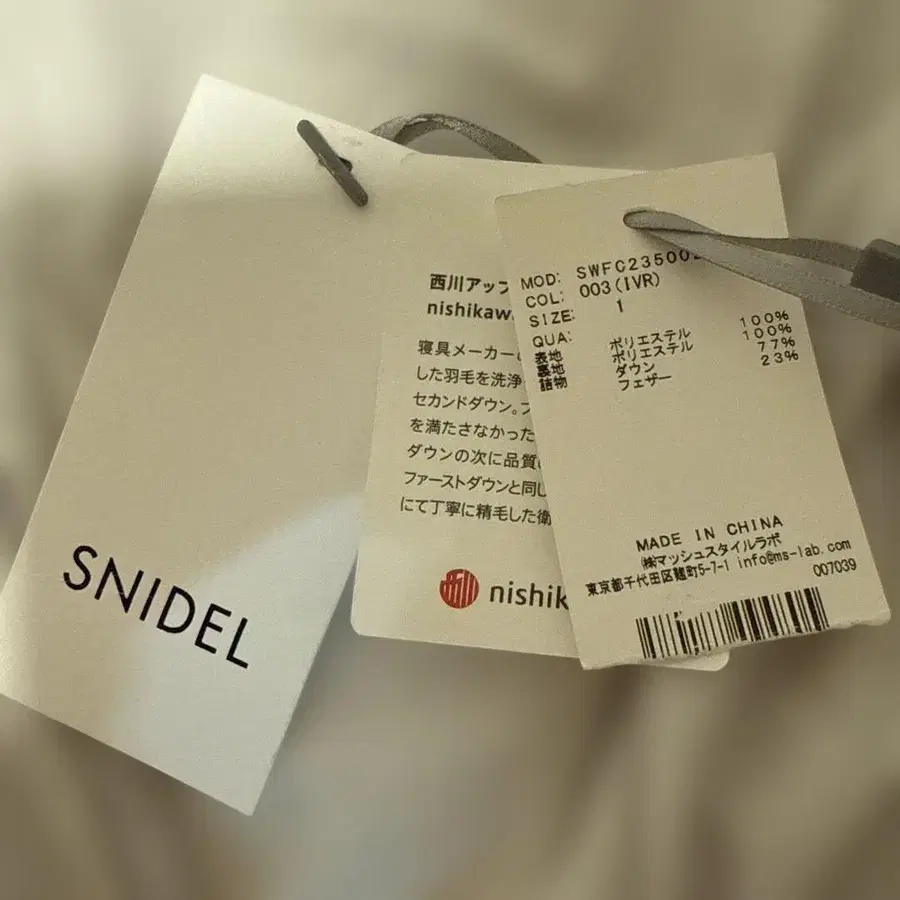 SNIDEL
西川アップ
nishikaw
寝具メーカーの
した羽毛を洗浄
セカンドダウン。フ
を満たさなかった
ダウンの次に品質
ファーストダウンと同し
にて丁寧に精毛した衛
nishik
MOD: SWFC23500
COL: 003(IVR)
SIZE: 1
QUA:
表地 ポリエステル 100%
裏地 ポリエステル 100%
詰物 ダウン 77%
フェザー 23%
MADE IN CHINA
㈱マッシュスタイルラボ
東京都千代田区麹町5-7-1 info@ms-lab.com
007039